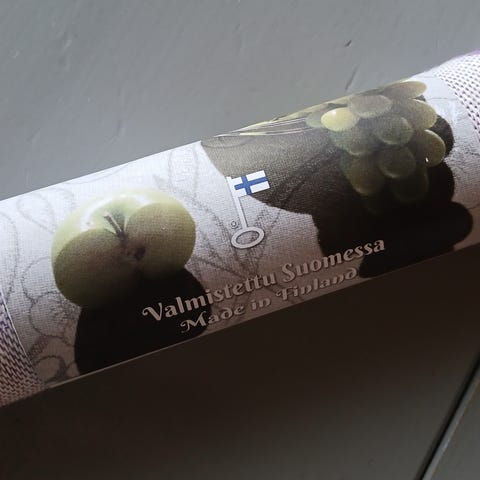 Valmistettu Suomessa
Made in Finland